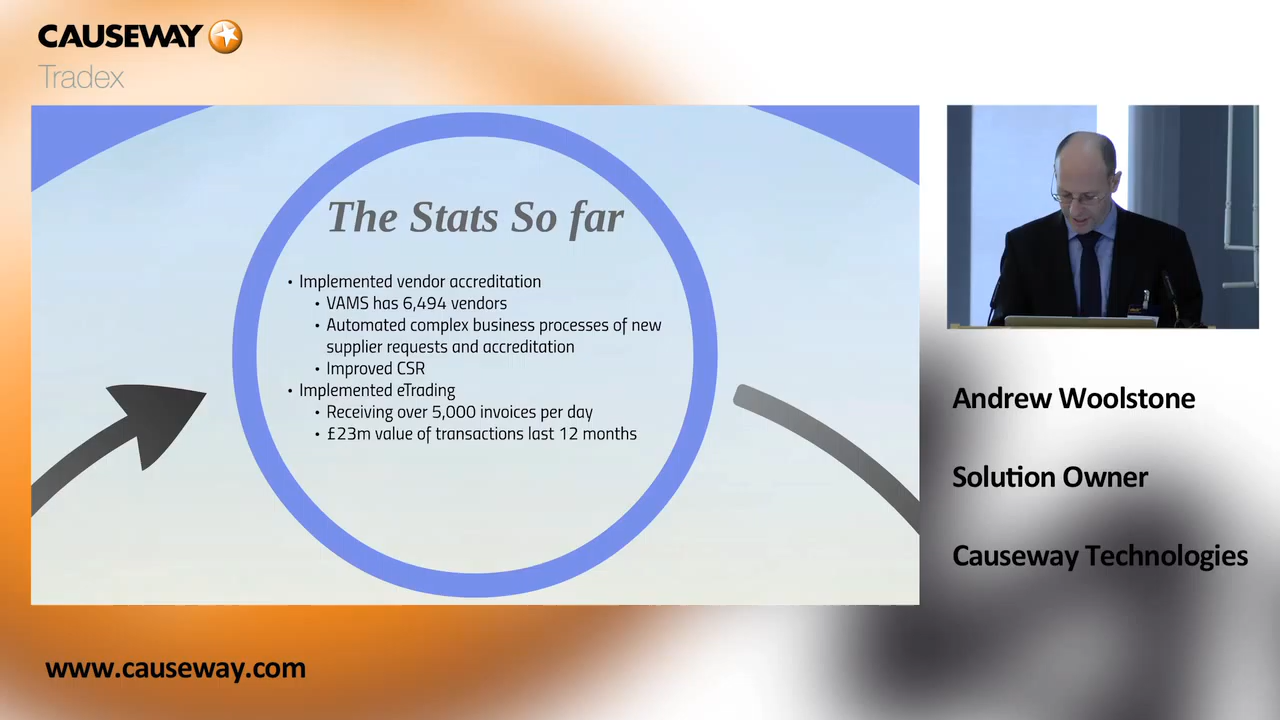 CAUSEWAY
Tradex
The Stats So far
• Implemented vendor accreditation
• VAMS has 6,494 vendors
• Automated complex business processes of new
supplier requests and accreditation
• Improved CSR
• Implemented eTrading
• Receiving over 5,000 invoices per day
• £23m value of transactions last 12 months
Andrew Woolstone
Solution Owner
Causeway Technologies
www.causeway.com